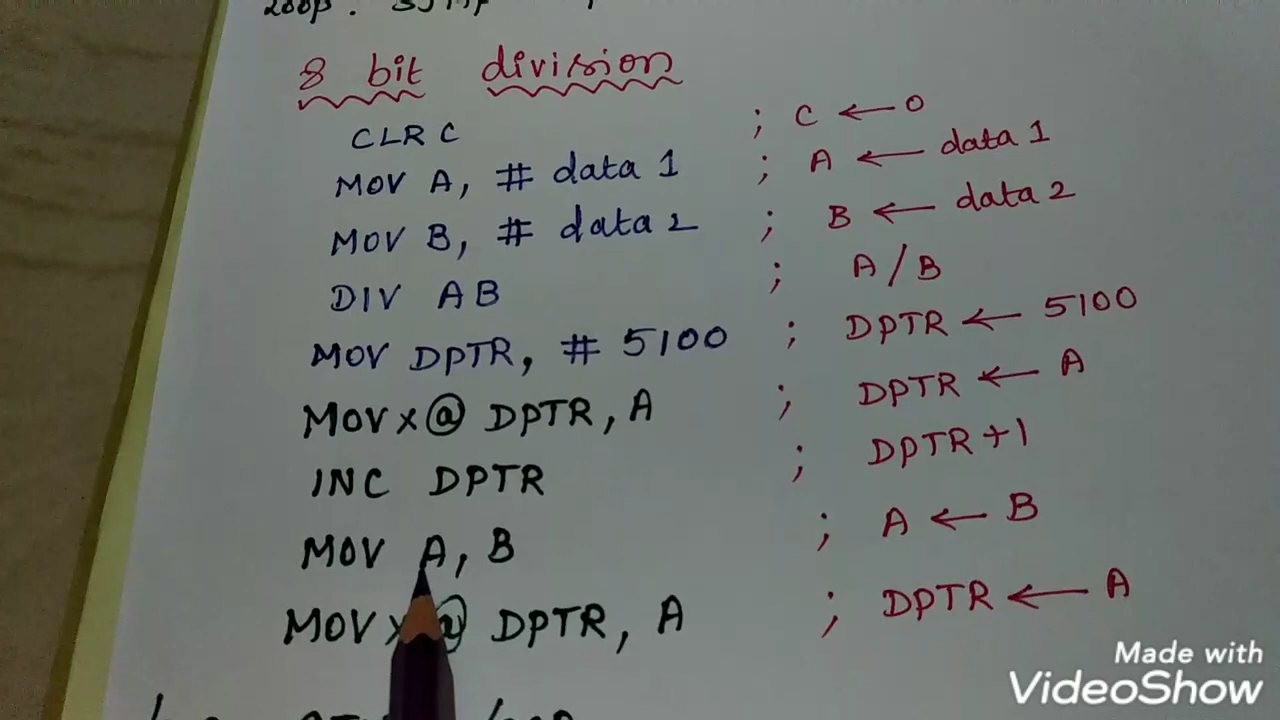 8 bit division
CLR C ; C ← 0
MOV A, # data 1 ; A ← data 1
MOV B, # data 2 ; B ← data 2
DIV AB ; A/B
MOV DPTR, # 5100 ; DPTR ← 5100
MOVX @ DPTR, A ; DPTR ← A
INC DPTR ; DPTR+1
MOV A, B ; A ← B
MOVX @ DPTR, A ; DPTR ← A
Made with
VideoShow